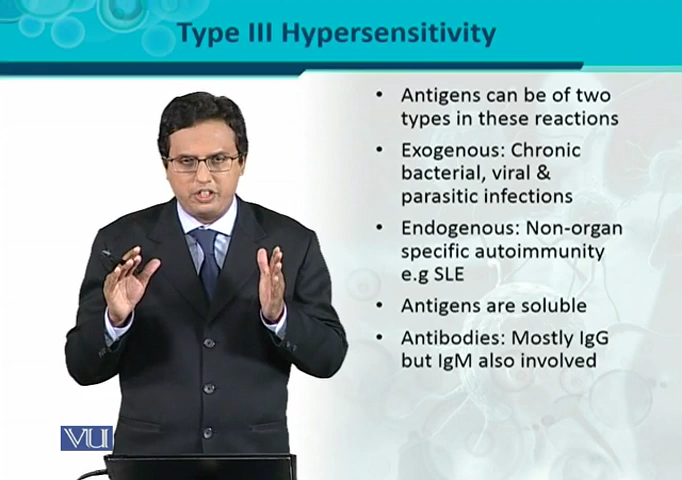 Type III Hypersensitivity
• Antigens can be of two
types in these reactions
• Exogenous: Chronic
bacterial, viral &
parasitic infections
• Endogenous: Non-organ
specific autoimmunity
e.g SLE
• Antigens are soluble
• Antibodies: Mostly IgG
but IgM also involved
VU